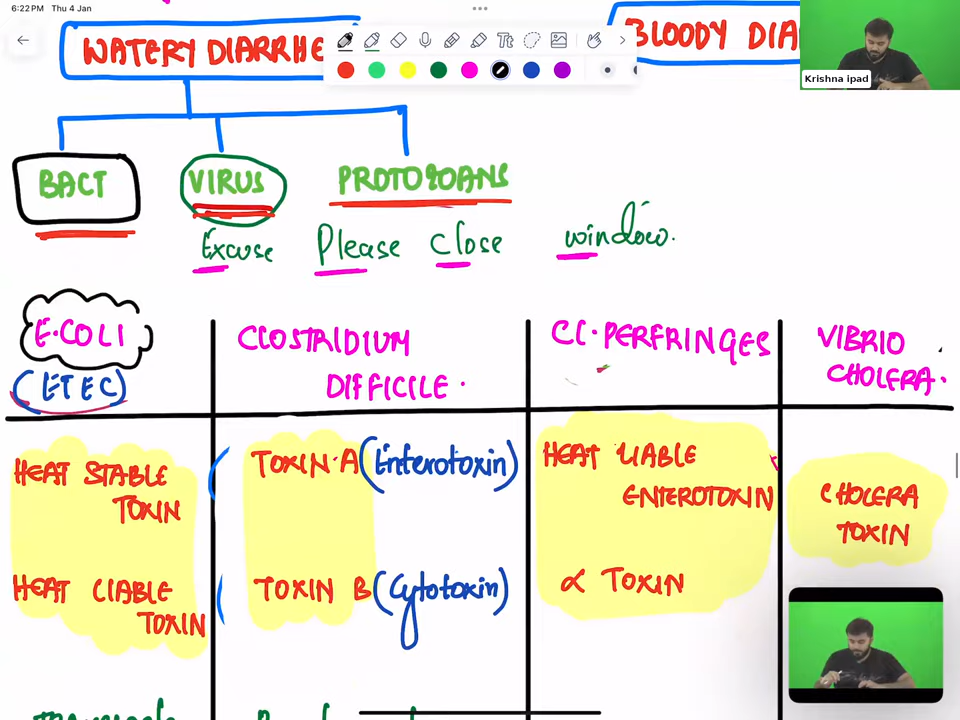 6:22 PM Thu 4 Jan
WATERY DIARRHE
BLOODY DIA
Tt
Krishna ipad
BACT
VIRUS
PROTOZOANS
Excuse Please Close window.
E.COLI
(ETEC)
CLOSTRIDIUM
DIFFICILE.
CL.PERFRINGES
VIBRIO
CHOLERA.
HEAT STABLE
TOXIN
TOXIN.A (Enterotoxin)
HEAT LIABLE
ENTEROTOXIN
CHOLERA
TOXIN
HEAT LIABLE
TOXIN
TOXIN B (Cytotoxin)
α TOXIN